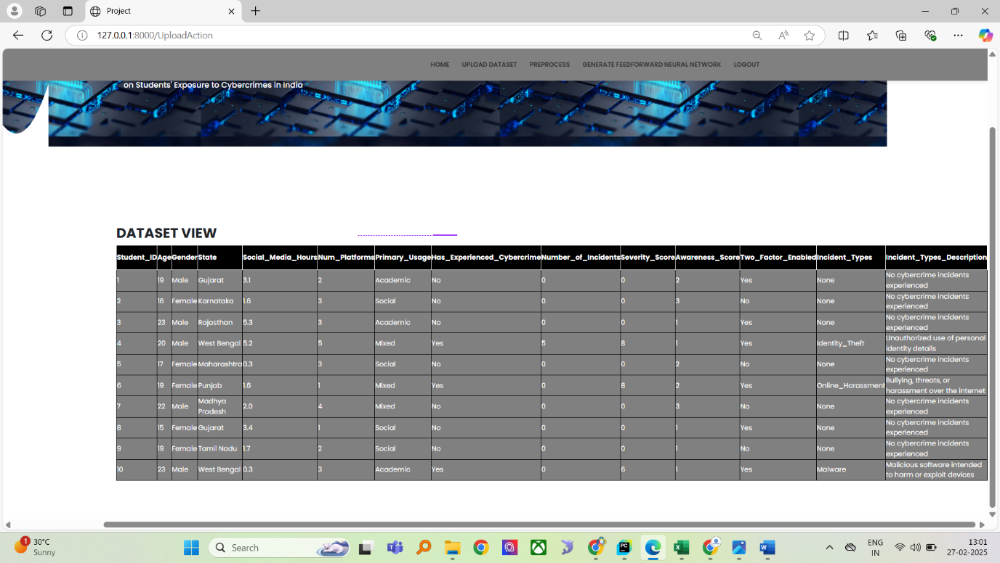 Project
127.0.0.1:8000/UploadAction
HOME UPLOAD DATASET PREPROCESS GENERATE FEEDFORWARD NEURAL NETWORK LOGOUT
on Students' Exposure to Cybercrimes in India
DATASET VIEW
Student_ID Age Gender State Social_Media_Hours Num_Platforms Primary_Usage Has_Experienced_Cybercrime Number_of_Incidents Severity_Score Awareness_Score Two_Factor_Enabled Incident_Types Incident_Types_Description
1 19 Male Gujarat 3.1 2 Academic No 0 0 2 Yes None No cybercrime incidents experienced
2 16 Female Karnataka 1.6 3 Social No 0 0 3 No None No cybercrime incidents experienced
3 23 Male Rajasthan 5.3 3 Academic No 0 0 1 Yes None No cybercrime incidents experienced
4 20 Male West Bengal 5.2 5 Mixed Yes 5 8 1 Yes Identity_Theft Unauthorized use of personal identity details
5 17 Female Maharashtra 0.3 3 Social No 0 0 2 No None No cybercrime incidents experienced
6 19 Female Punjab 1.6 1 Mixed Yes 0 8 2 Yes Online_Harassment Bullying, threats, or harassment over the internet
7 22 Male Madhya Pradesh 2.0 4 Mixed No 0 0 3 No None No cybercrime incidents experienced
8 15 Female Gujarat 3.4 1 Social No 0 0 1 Yes None No cybercrime incidents experienced
9 19 Female Tamil Nadu 1.7 2 Social No 0 0 1 No None No cybercrime incidents experienced
10 23 Male West Bengal 0.3 3 Academic Yes 0 6 1 Yes Malware Malicious software intended to harm or exploit devices
1
30°C
Sunny
Search
PC
ENG
IN
13:01
27-02-2025